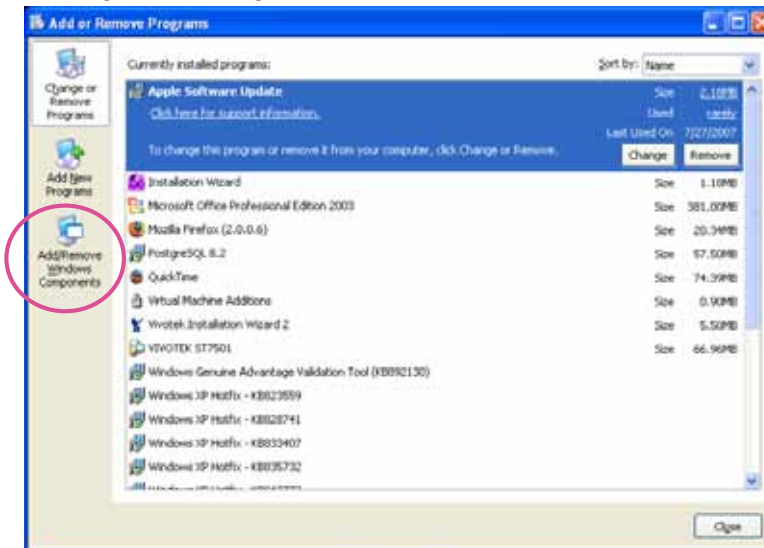 Add or Remove Programs
Currently installed programs:
Sort by: Name
Change or
Remove
Programs
Add New
Programs
Add/Remove
Windows
Components
Apple Software Update
Size 2.18MB
Click here for support information.
Used rarely
Last Used On 7/27/2007
To change this program or remove it from your computer, click Change or Remove.
Change Remove
Installation Wizard Size 1.18MB
Microsoft Office Professional Edition 2003 Size 381.00MB
Mozilla Firefox (2.0.0.6) Size 20.34MB
PostgreSQL 8.2 Size 57.50MB
QuickTime Size 74.39MB
Virtual Machine Additions Size 0.90MB
Vivotek Installation Wizard 2 Size 5.50MB
VIVOTEK ST7501 Size 66.96MB
Windows Genuine Advantage Validation Tool (KB892130)
Windows XP Hotfix - KB823559
Windows XP Hotfix - KB828741
Windows XP Hotfix - KB833407
Windows XP Hotfix - KB835732
Close